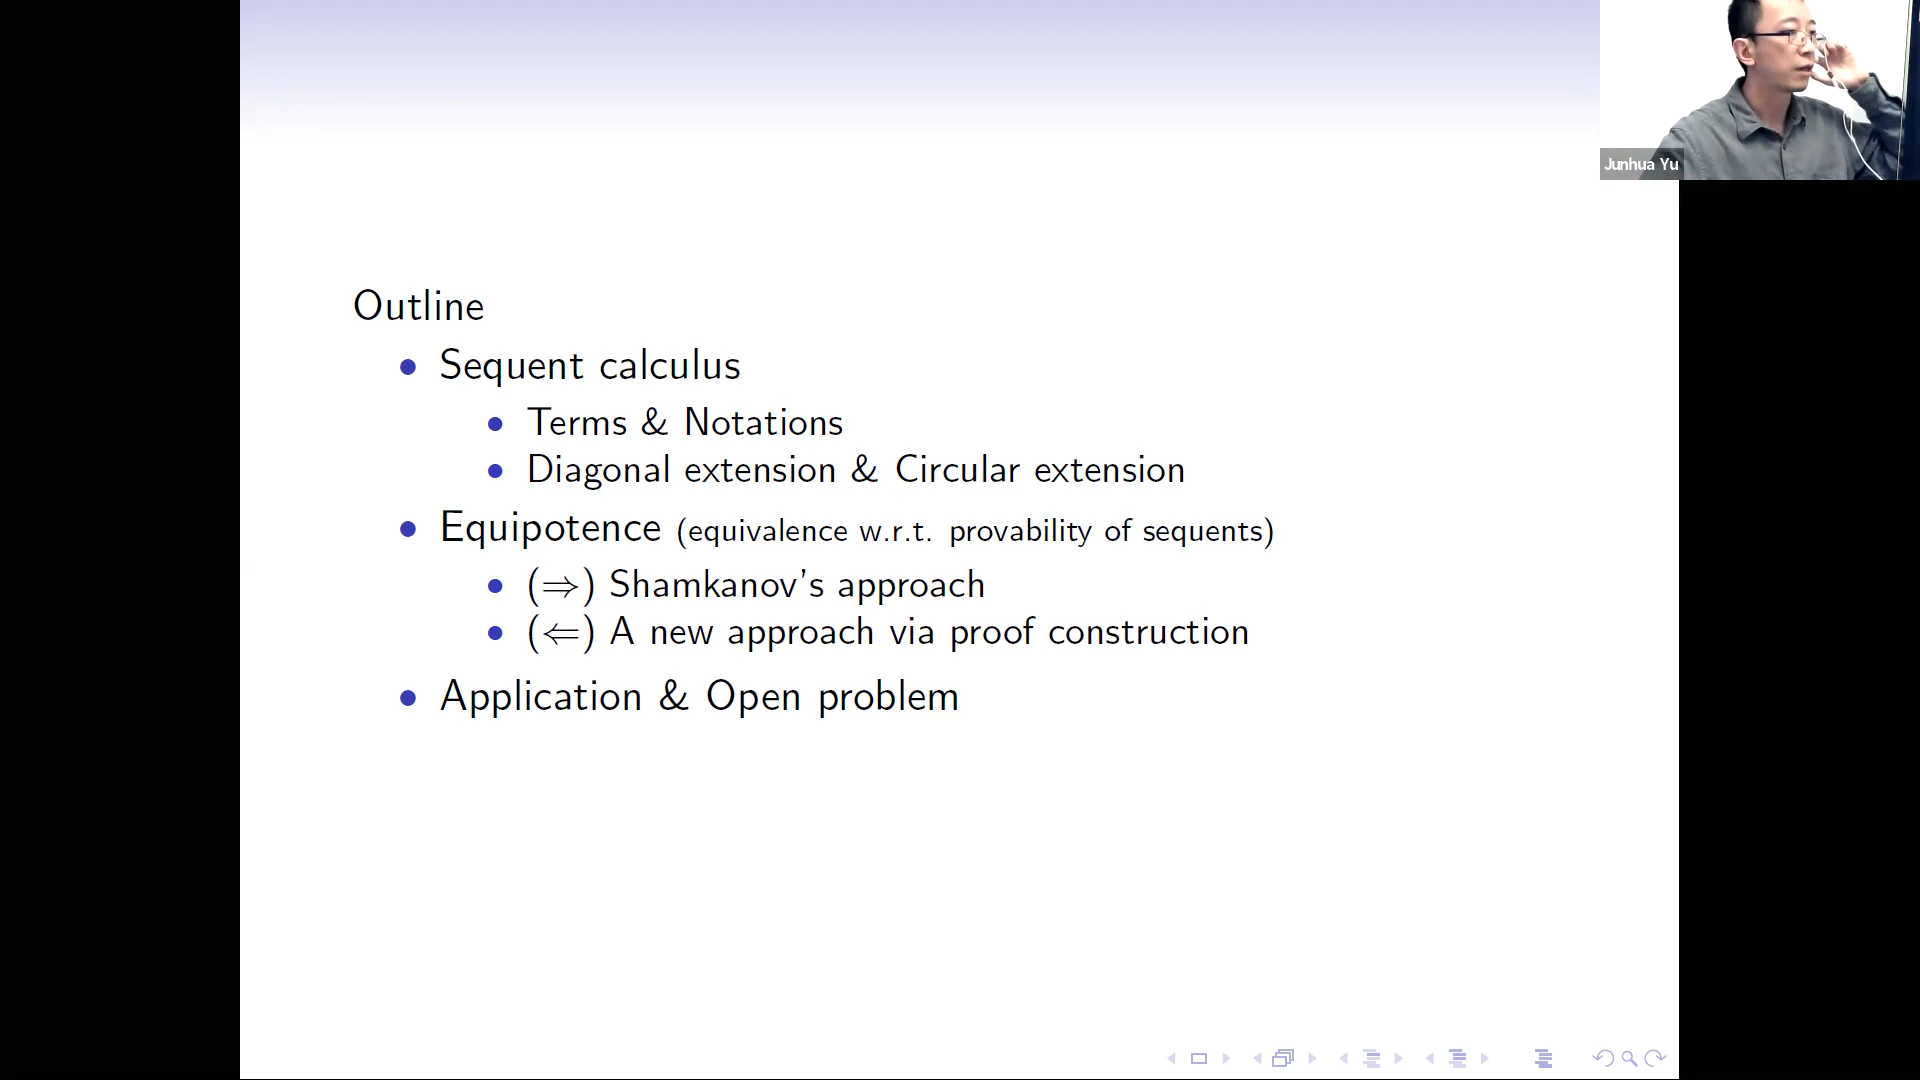 Junhua Yu
Outline
• Sequent calculus
• Terms & Notations
• Diagonal extension & Circular extension
• Equipotence (equivalence w.r.t. provability of sequents)
• (⇒) Shamkanov's approach
• (⇐) A new approach via proof construction
• Application & Open problem